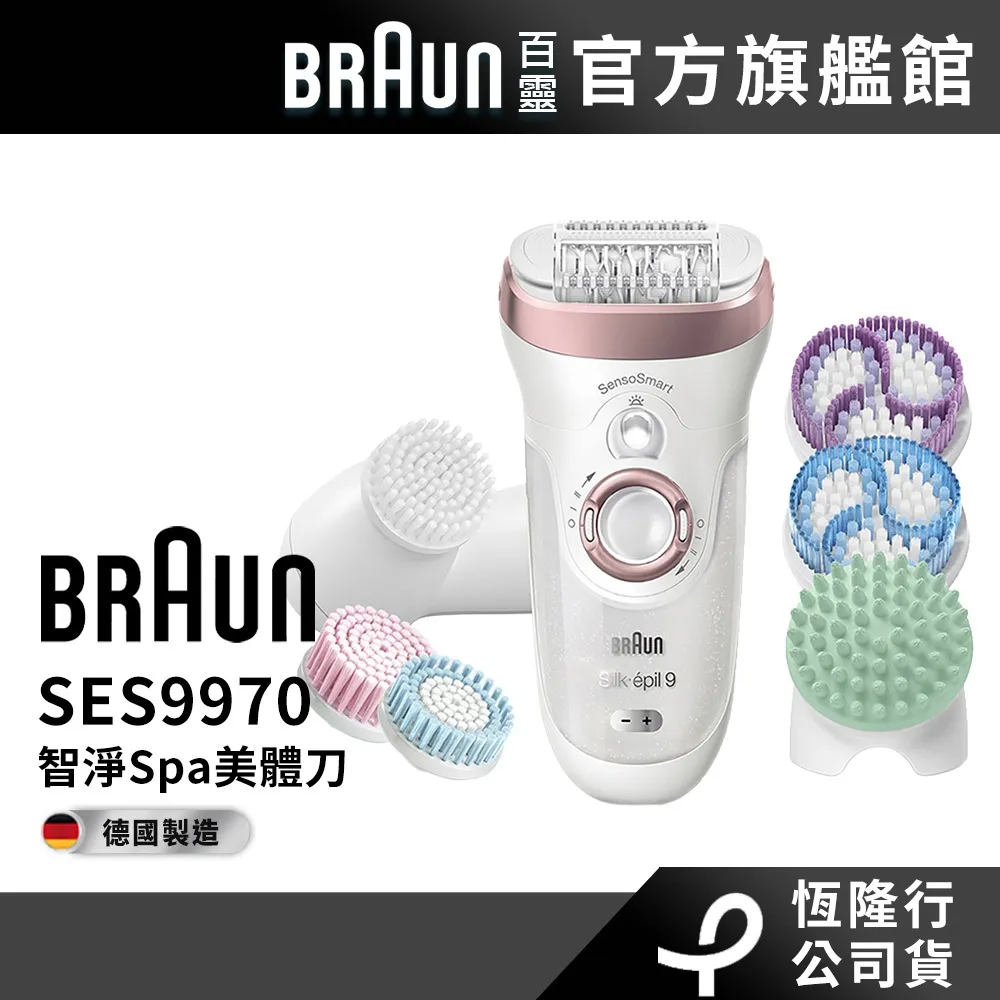 BRAUN 百靈 官方旗艦館
SensoSmart
BRAUN
Silk·épil 9
- +
BRAUN
SES9970
智淨Spa美體刀
德國製造
恆隆行
公司貨